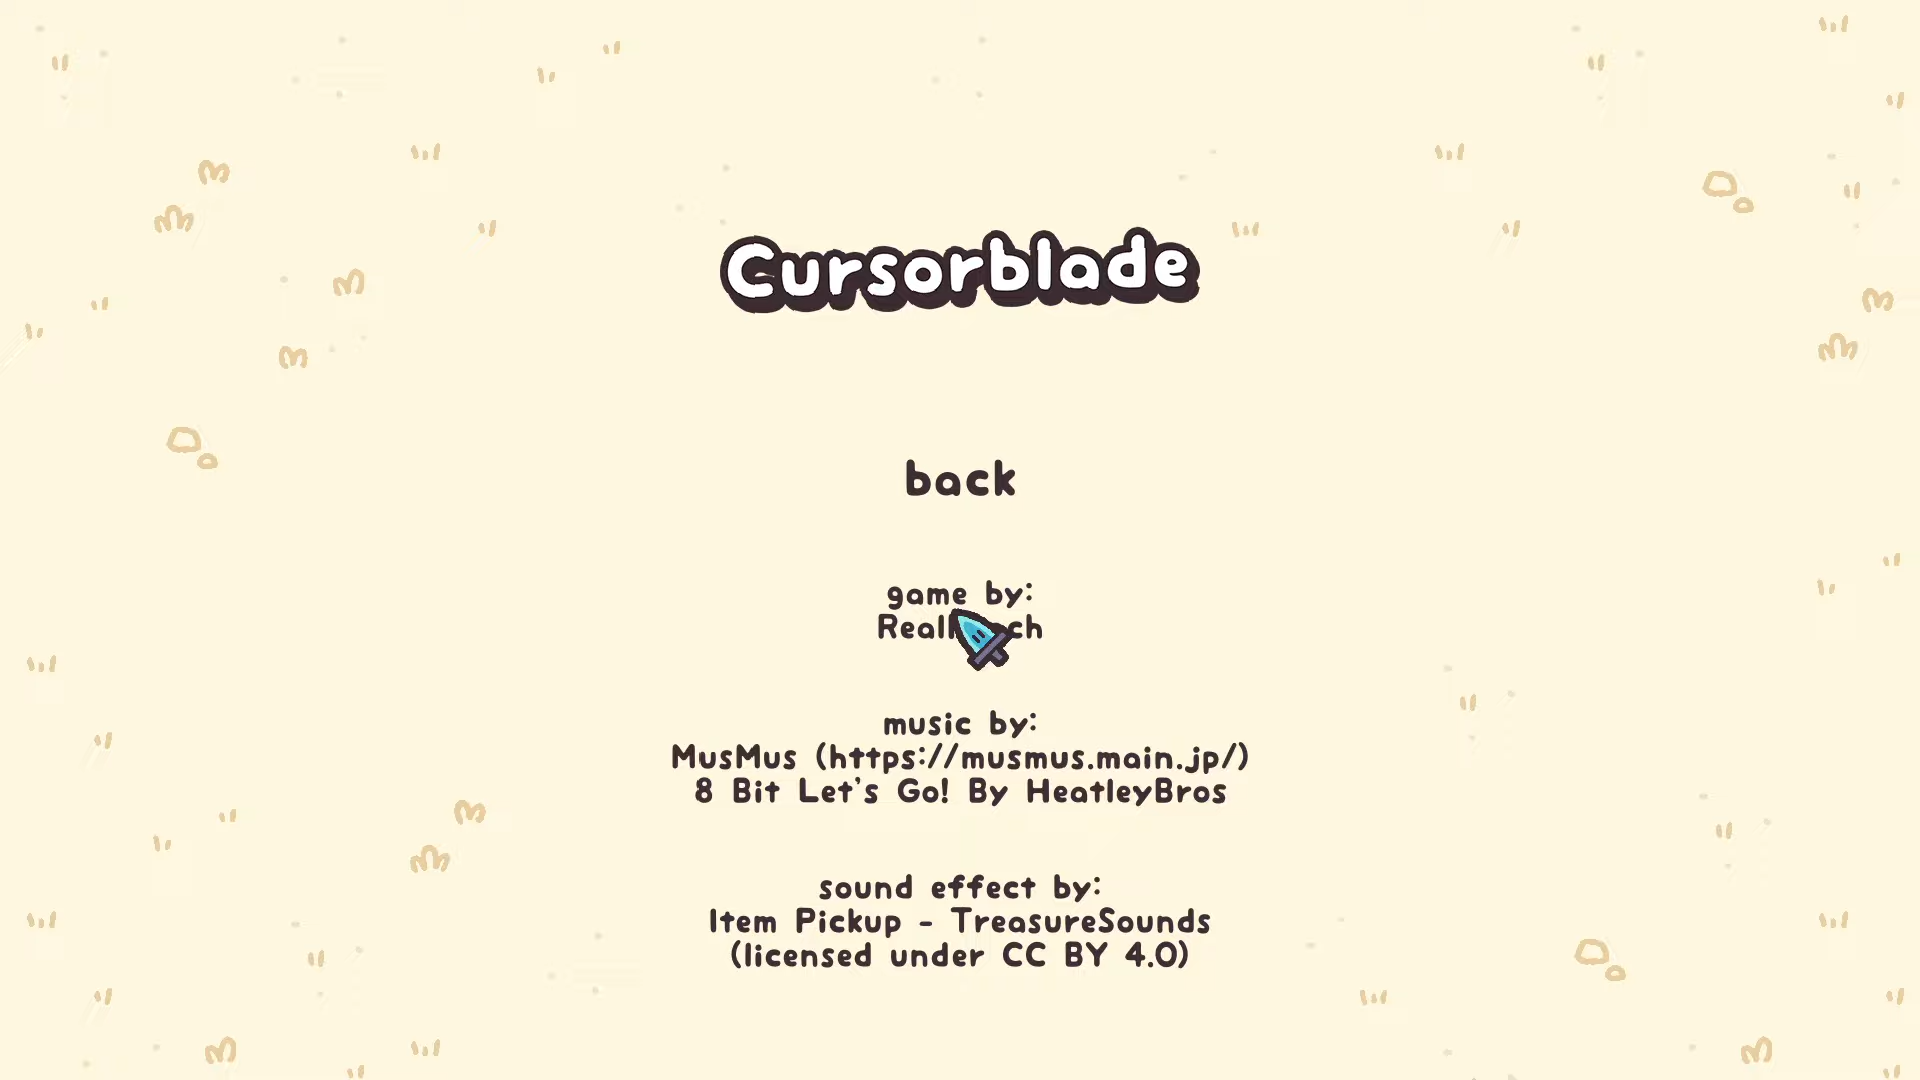 Cursorblade
back
game by:
music by:
MusMus (https://musmus.main.jp/)
8 Bit Let's Go! By HeatleyBros
sound effect by:
Item Pickup - TreasureSounds
(licensed under CC BY 4.0)